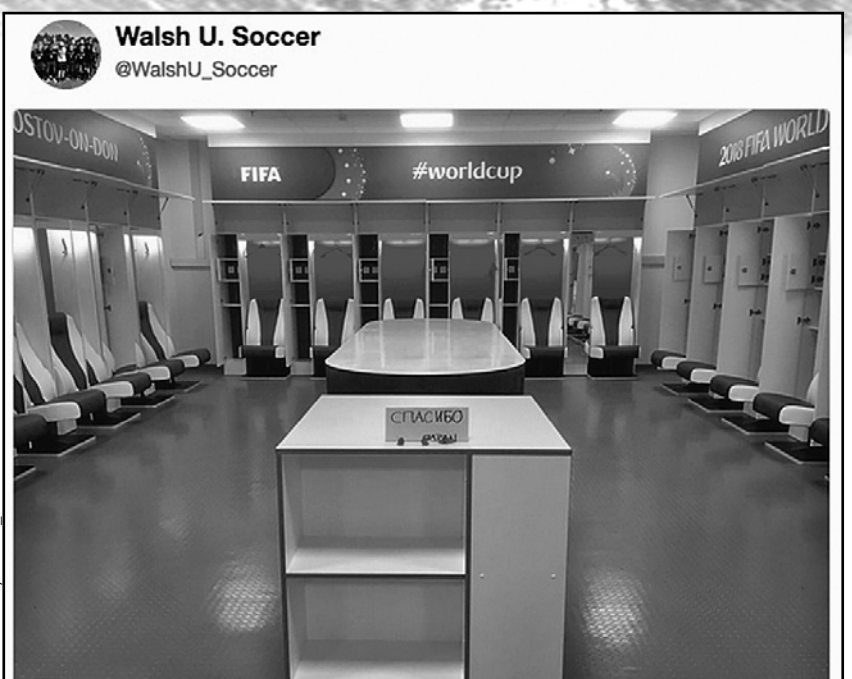 Walsh U. Soccer
@WalshU_Soccer
OSTOV-ON-DON
FIFA
#worldcup
2018 FIFA WORLD
СПАСИБО